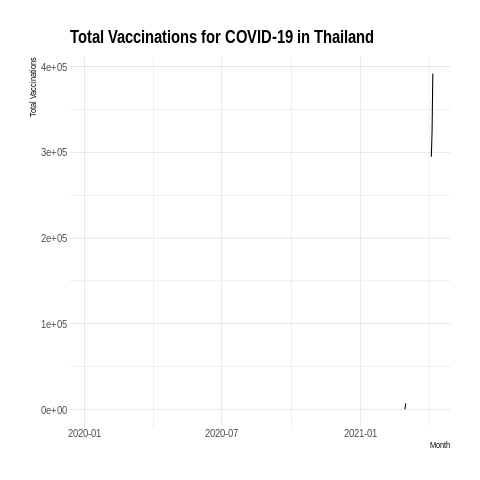 Total Vaccinations for COVID-19 in Thailand
Total Vaccinations
4e+05
3e+05
2e+05
1e+05
0e+00
2020-01 2020-07 2021-01
Month